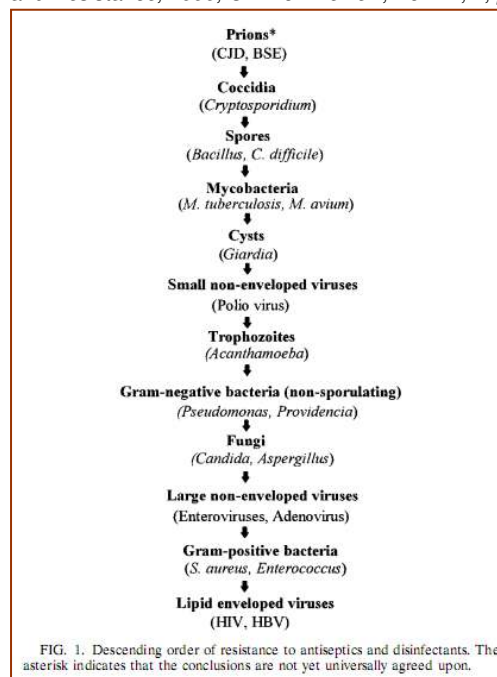 Prions*
(CJD, BSE)
Coccidia
(Cryptosporidium)
Spores
(Bacillus, C. difficile)
Mycobacteria
(M. tuberculosis, M. avium)
Cysts
(Giardia)
Small non-enveloped viruses
(Polio virus)
Trophozoites
(Acanthamoeba)
Gram-negative bacteria (non-sporulating)
(Pseudomonas, Providencia)
Fungi
(Candida, Aspergillus)
Large non-enveloped viruses
(Enteroviruses, Adenovirus)
Gram-positive bacteria
(S. aureus, Enterococcus)
Lipid enveloped viruses
(HIV, HBV)
FIG. 1. Descending order of resistance to antiseptics and disinfectants. The
asterisk indicates that the conclusions are not yet universally agreed upon.